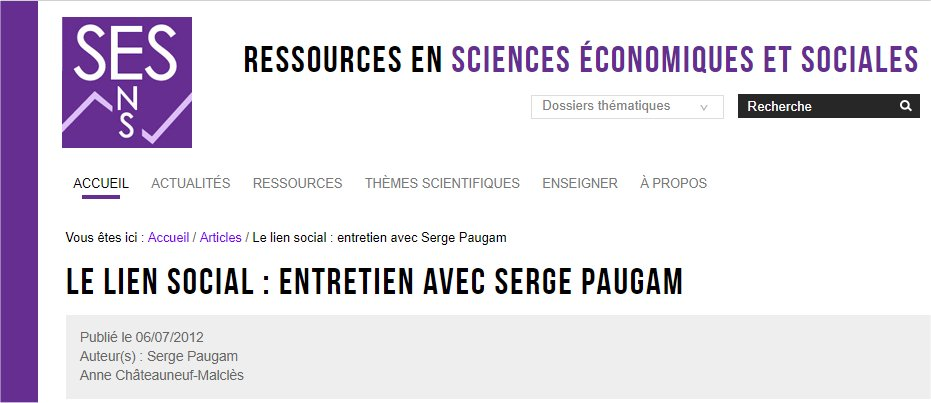 SES
ENS
RESSOURCES EN SCIENCES ÉCONOMIQUES ET SOCIALES
Dossiers thématiques
Recherche
ACCUEIL ACTUALITÉS RESSOURCES THÈMES SCIENTIFIQUES ENSEIGNER À PROPOS
Vous êtes ici : Accueil / Articles / Le lien social : entretien avec Serge Paugam
LE LIEN SOCIAL : ENTRETIEN AVEC SERGE PAUGAM
Publié le 06/07/2012
Auteur(s) : Serge Paugam
Anne Châteauneuf-Malclès